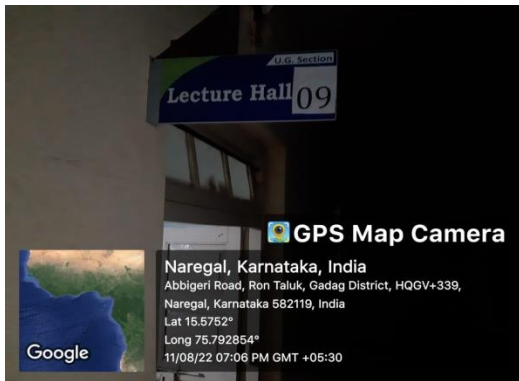 U.G. Section
Lecture Hall 09
GPS Map Camera
Naregal, Karnataka, India
Abbigeri Road, Ron Taluk, Gadag District, HQGV+339,
Naregal, Karnataka 582119, India
Lat 15.5752°
Long 75.792854°
11/08/22 07:06 PM GMT +05:30
Google